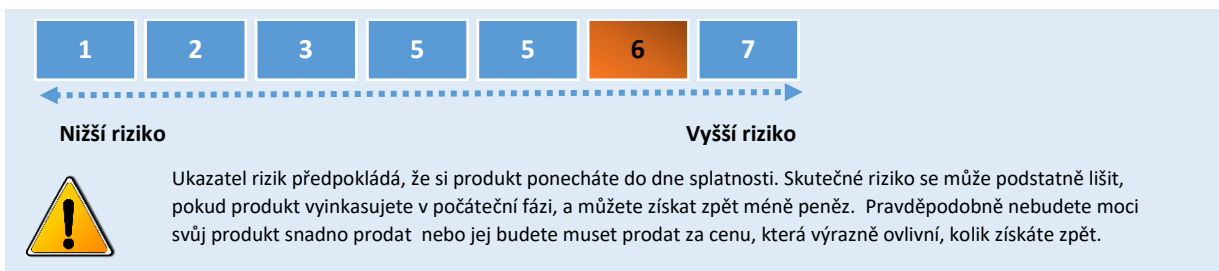 1 2 3 5 5 6 7
Nižší riziko Vyšší riziko
Ukazatel rizik předpokládá, že si produkt ponecháte do dne splatnosti. Skutečné riziko se může podstatně lišit,
pokud produkt vyinkasujete v počáteční fázi, a můžete získat zpět méně peněz. Pravděpodobně nebudete moci
svůj produkt snadno prodat nebo jej budete muset prodat za cenu, která výrazně ovlivní, kolik získáte zpět.